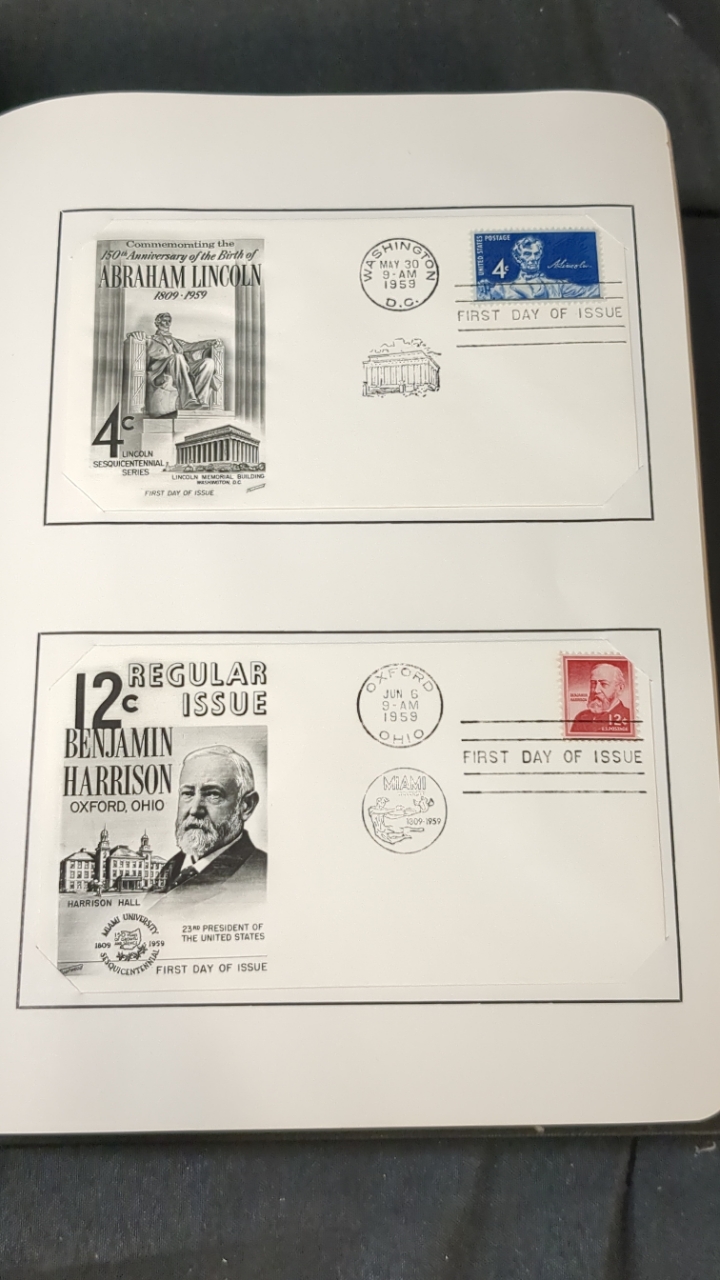 Commemorating the
150th Anniversary of the Birth of
ABRAHAM LINCOLN
1809-1959
4c
LINCOLN
SESQUICENTENNIAL
SERIES
LINCOLN MEMORIAL BUILDING
WASHINGTON, D.C
FIRST DAY OF ISSUE
WASHINGTON
MAY 30
9-AM
1959
D.C.
UNITED STATES POSTAGE
4c
A. Lincoln
FIRST DAY OF ISSUE
12c
REGULAR
ISSUE
BENJAMIN
HARRISON
OXFORD, OHIO
HARRISON HALL
MIAMI UNIVERSITY
1809 1959
SESQUICENTENNIAL
23RD PRESIDENT OF
THE UNITED STATES
FIRST DAY OF ISSUE
OXFORD
JUN 6
9-AM
1959
OHIO
MIAMI
1809-1959
BENJAMIN
HARRISON
12c
U.S. POSTAGE
FIRST DAY OF ISSUE